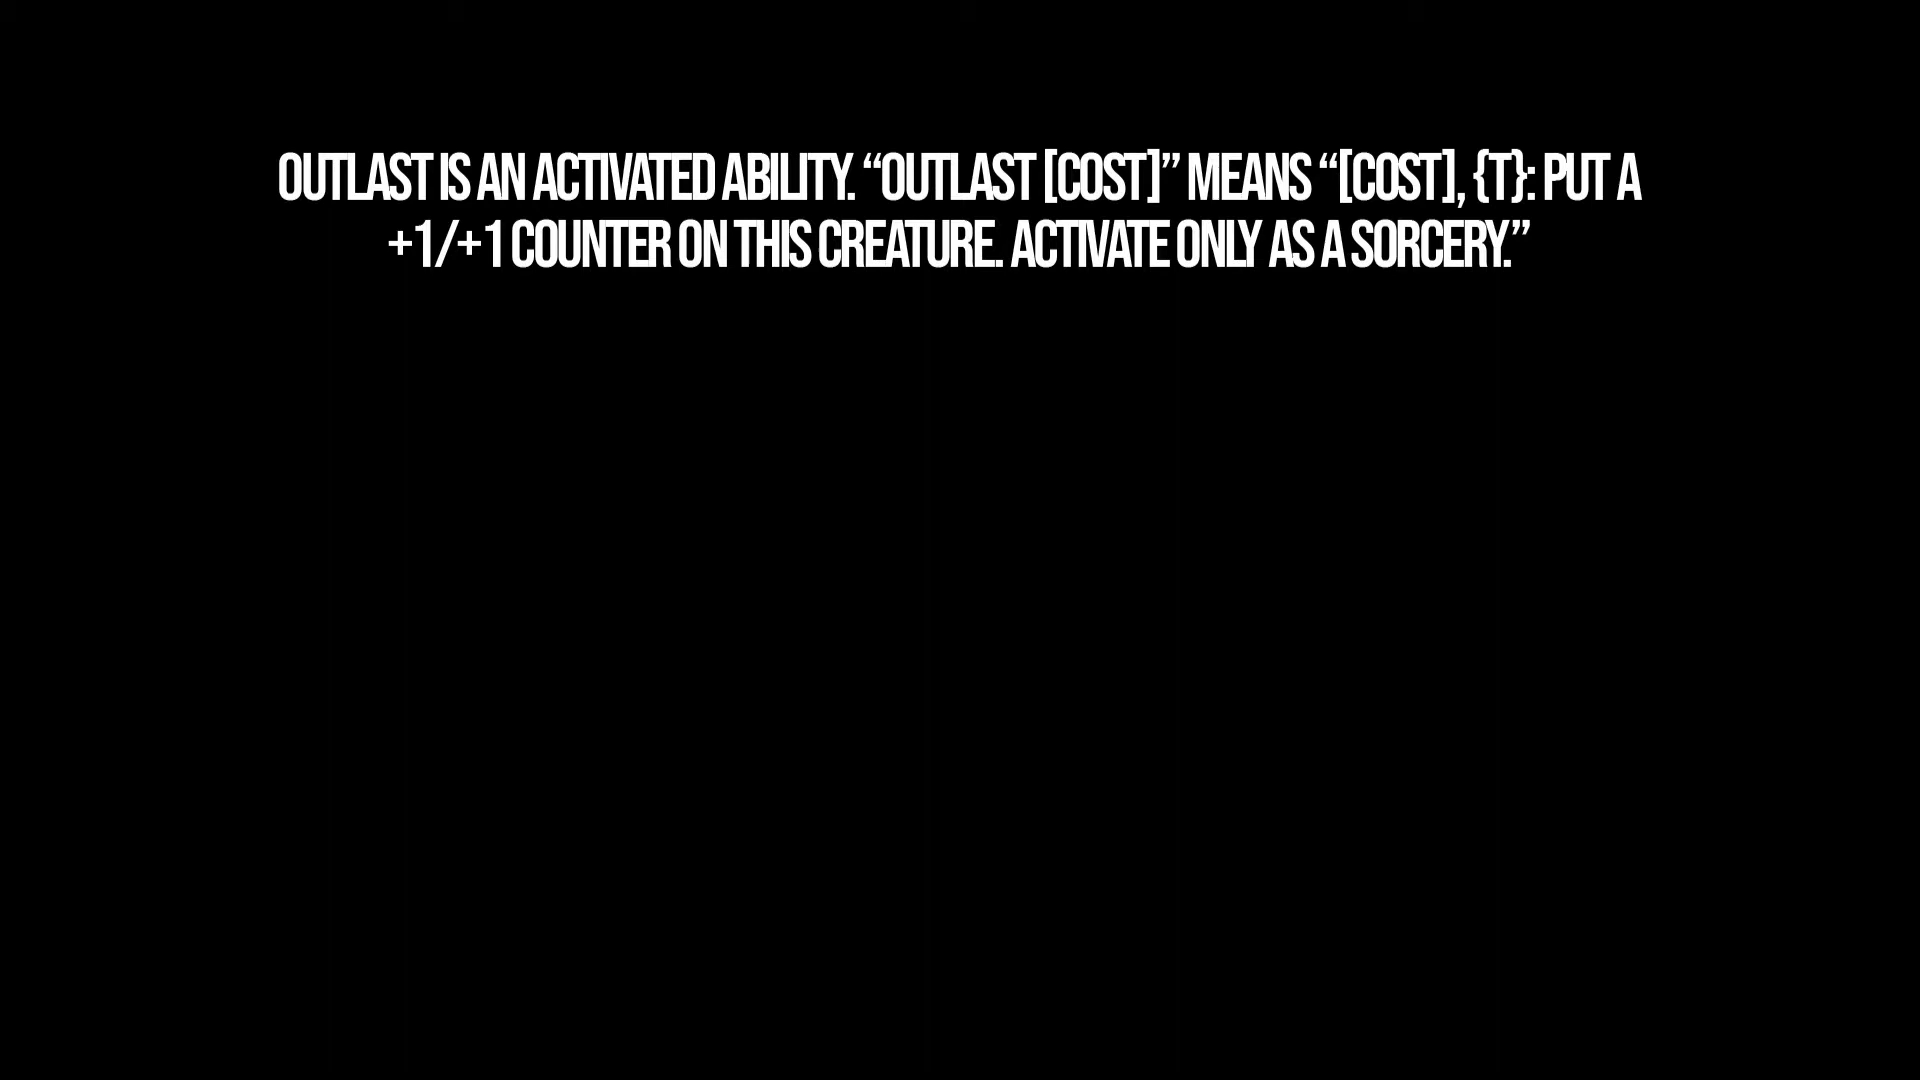 OUTLAST IS AN ACTIVATED ABILITY. “OUTLAST [COST]” MEANS “[COST], {T}: PUT A
+1/+1 COUNTER ON THIS CREATURE. ACTIVATE ONLY AS A SORCERY.”